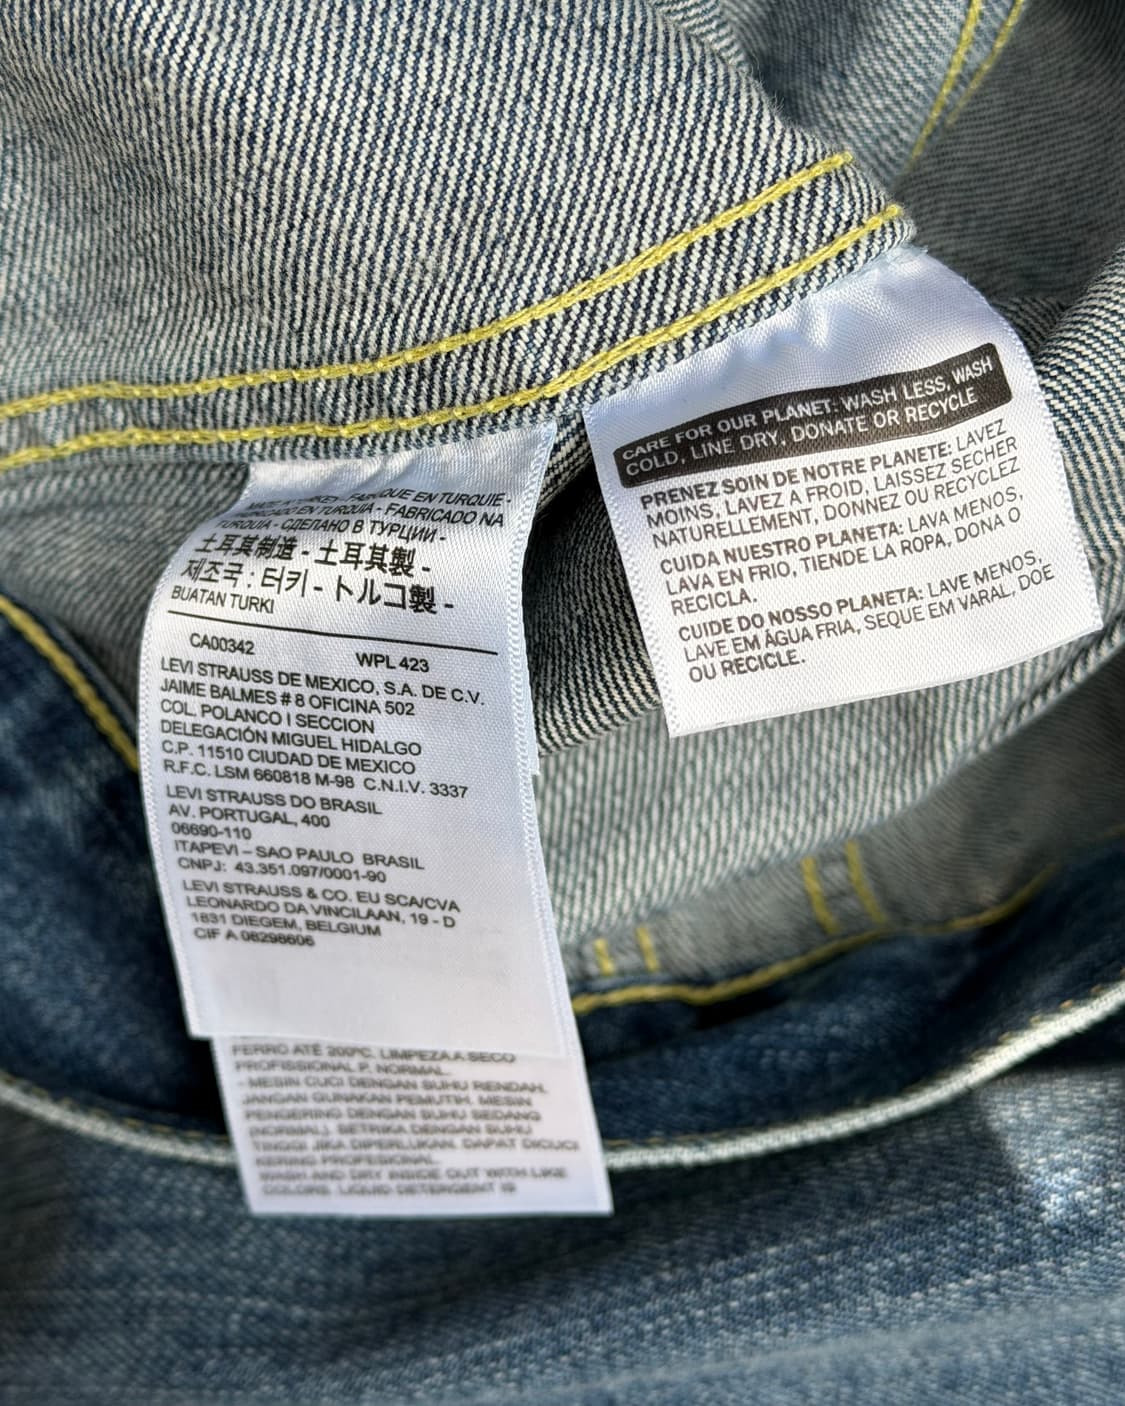 MADE IN TURKEY - FABRIQUE EN TURQUIE -
FABRICADO EN TURQUIA - FABRICADO NA
TURQUIA - СДЕЛАНО В ТУРЦИИ -
土耳其制造 - 土耳其製 -
제조국 : 터키 - トルコ製 -
BUATAN TURKI
CA00342 WPL 423
LEVI STRAUSS DE MEXICO, S.A. DE C.V.
JAIME BALMES # 8 OFICINA 502
COL. POLANCO I SECCION
DELEGACIÓN MIGUEL HIDALGO
C.P. 11510 CIUDAD DE MEXICO
R.F.C. LSM 660818 M-98 C.N.I.V. 3337
LEVI STRAUSS DO BRASIL
AV. PORTUGAL, 400
06690-110
ITAPEVI – SAO PAULO BRASIL
CNPJ: 43.351.097/0001-90
LEVI STRAUSS & CO. EU SCA/CVA
LEONARDO DA VINCILAAN, 19 - D
1831 DIEGEM, BELGIUM
CIF A 08298606
FERRO ATÉ 200ºC. LIMPEZA A SECO
PROFISSIONAL P. NORMAL.
- MESIN CUCI DENGAN SUHU RENDAH.
JANGAN GUNAKAN PEMUTIH. MESIN
PENGERING DENGAN SUHU SEDANG
(NORMAL). SETRIKA DENGAN SUHU
TINGGI JIKA DIPERLUKAN. DAPAT DICUCI
KERING PROFESIONAL.
WASH AND DRY INSIDE OUT WITH LIKE
COLORS. LIQUID DETERGENT IS
CARE FOR OUR PLANET: WASH LESS, WASH
COLD, LINE DRY, DONATE OR RECYCLE
PRENEZ SOIN DE NOTRE PLANETE: LAVEZ
MOINS, LAVEZ A FROID, LAISSEZ SECHER
NATURELLEMENT, DONNEZ OU RECYCLEZ
CUIDA NUESTRO PLANETA: LAVA MENOS,
LAVA EN FRIO, TIENDE LA ROPA, DONA O
RECICLA.
CUIDE DO NOSSO PLANETA: LAVE MENOS,
LAVE EM ÀGUA FRIA, SEQUE EM VARAL, DOE
OU RECICLE.